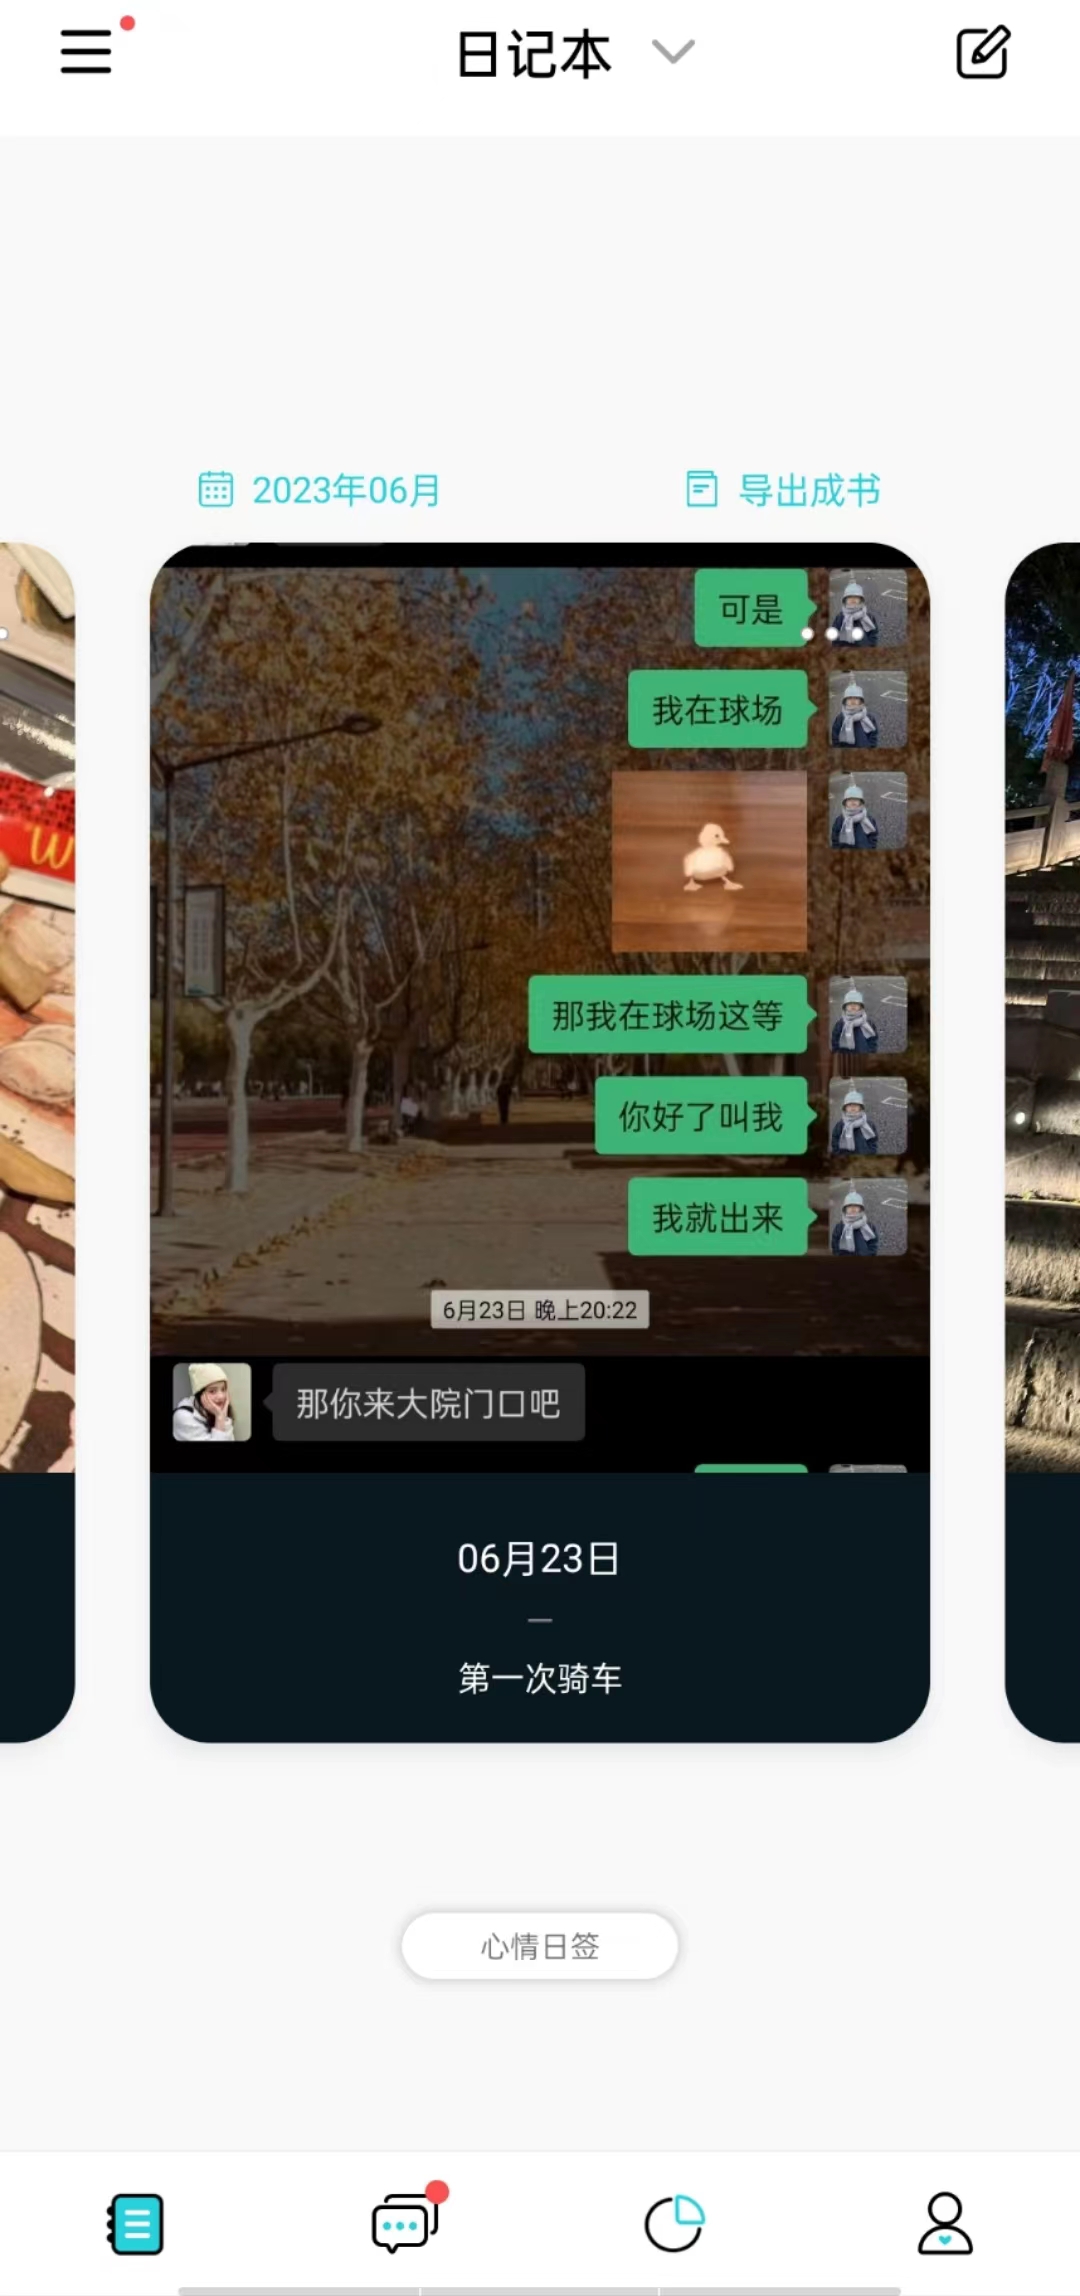 日记本
2023年06月
导出成书
可是
我在球场
那我在球场这等
你好了叫我
我就出来
6月23日 晚上20:22
那你来大院门口吧
06月23日
第一次骑车
心情日签